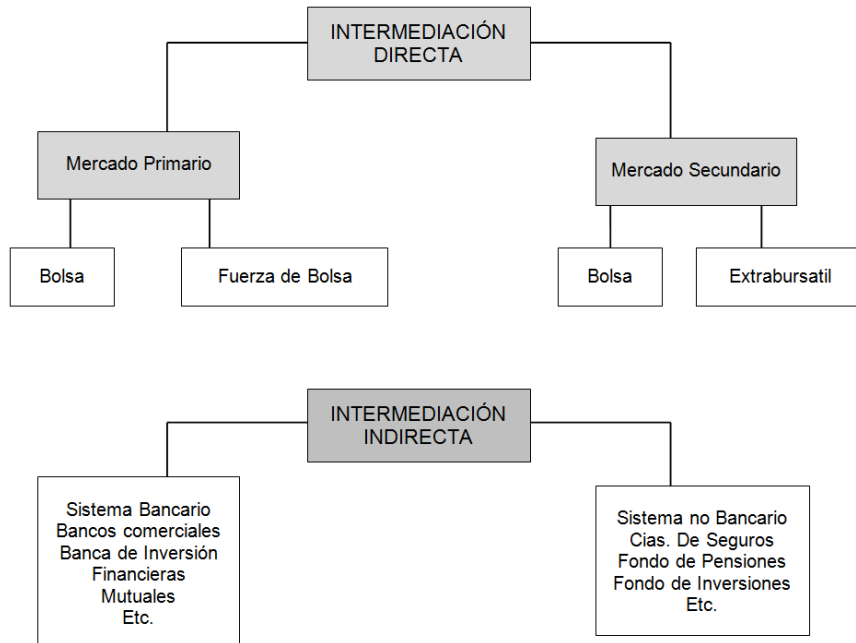 INTERMEDIACIÓN
DIRECTA
Mercado Primario
Mercado Secundario
Bolsa
Fuerza de Bolsa
Bolsa
Extrabursatil
INTERMEDIACIÓN
INDIRECTA
Sistema Bancario
Bancos comerciales
Banca de Inversión
Financieras
Mutuales
Etc.
Sistema no Bancario
Cias. De Seguros
Fondo de Pensiones
Fondo de Inversiones
Etc.